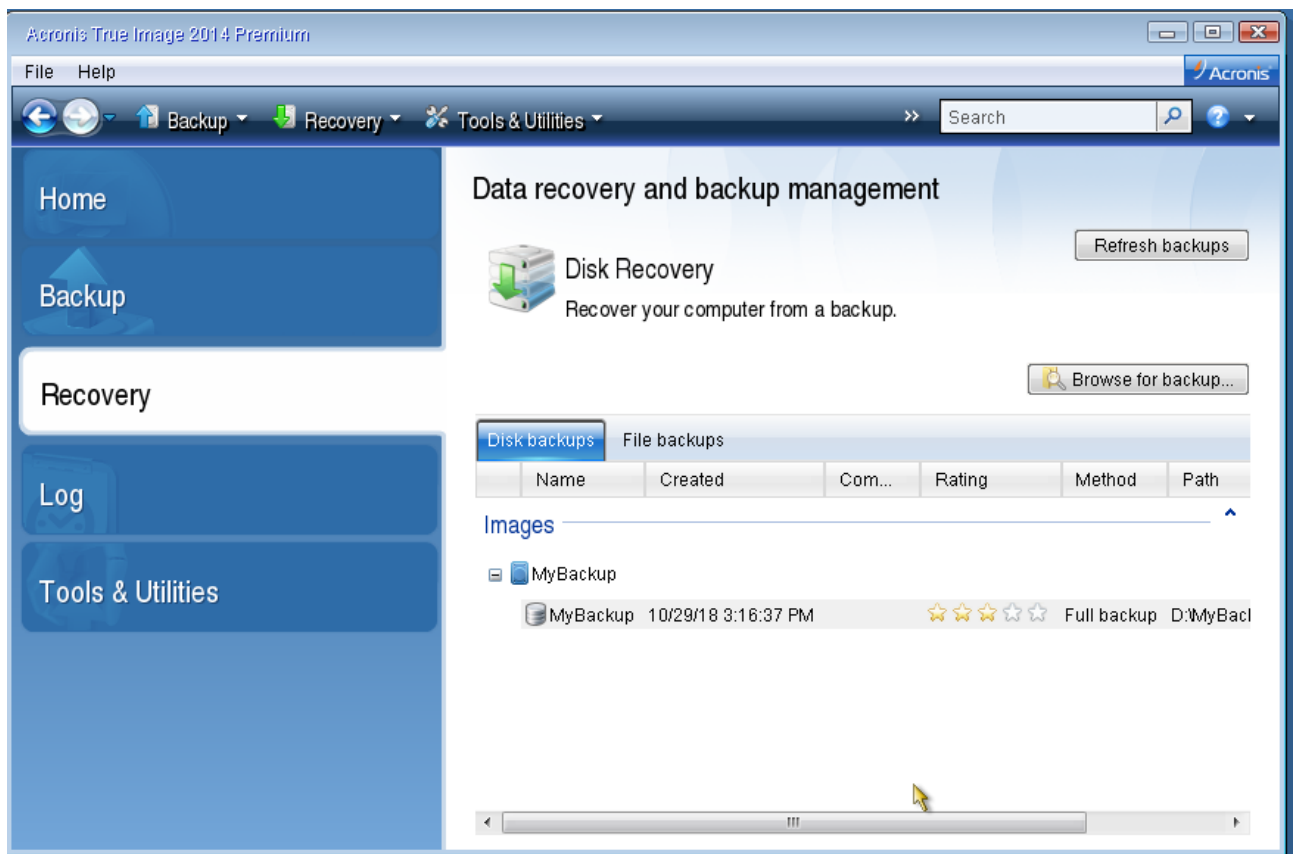 Acronis True Image 2014 Premium
File Help
Acronis
Backup Recovery Tools & Utilities » Search
Home
Backup
Recovery
Log
Tools & Utilities
Data recovery and backup management
Refresh backups
Disk Recovery
Recover your computer from a backup.
Browse for backup...
Disk backups File backups
Name Created Com... Rating Method Path
Images
MyBackup
MyBackup 10/29/18 3:16:37 PM Full backup D:\MyBacl